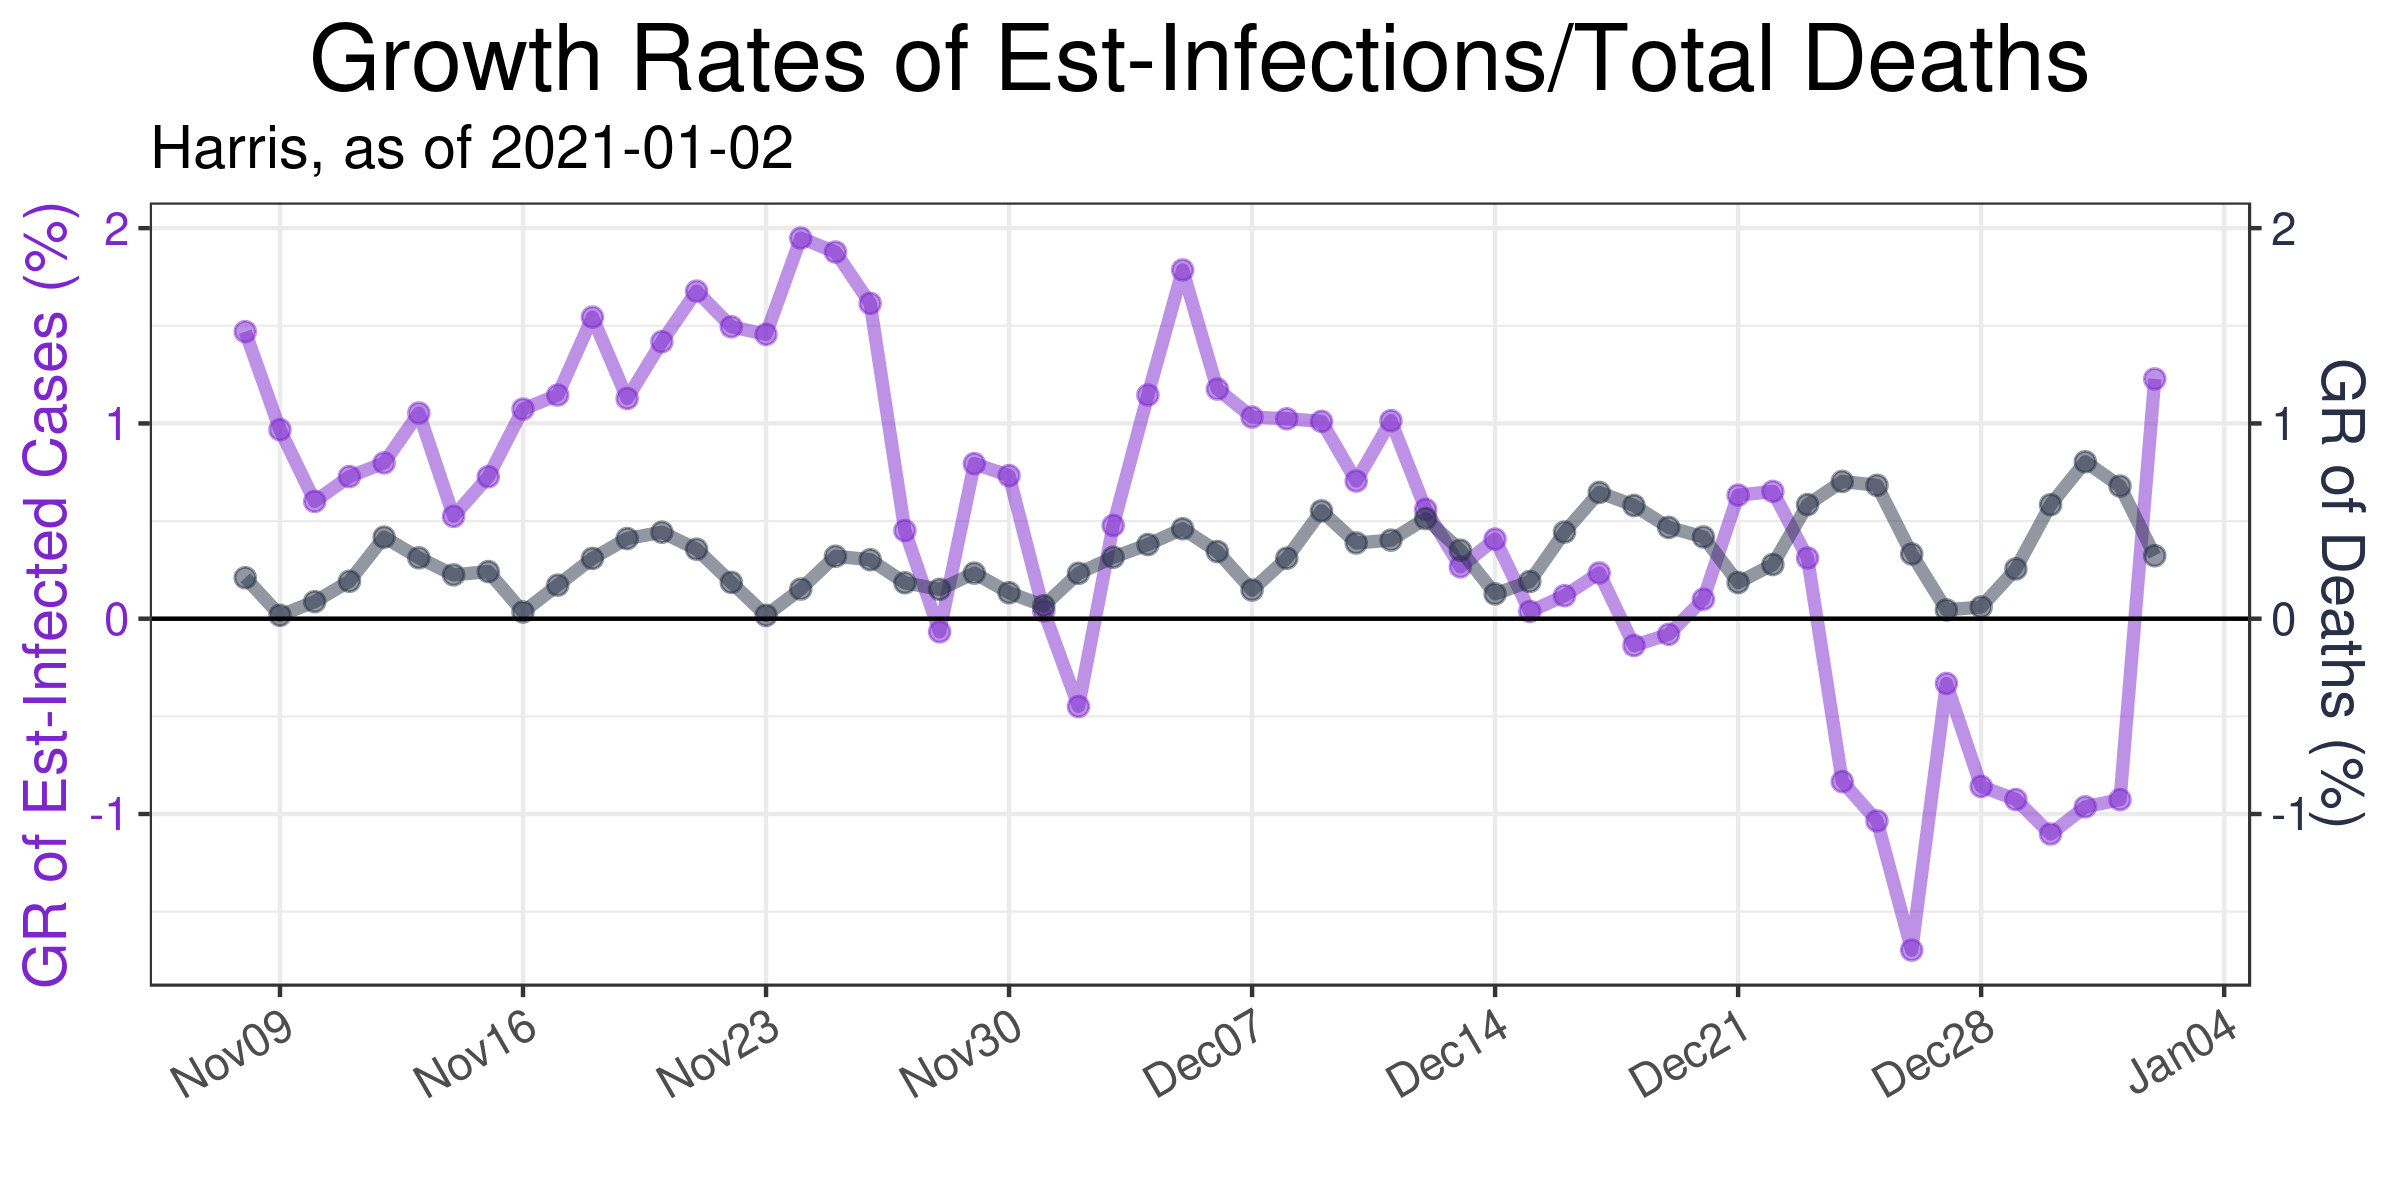 Growth Rates of Est-Infections/Total Deaths
Harris, as of 2021-01-02
GR of Est-Infected Cases (%)
2
1
0
-1
2
1
0
-1
GR of Deaths (%)
Nov09
Nov16
Nov23
Nov30
Dec07
Dec14
Dec21
Dec28
Jan04